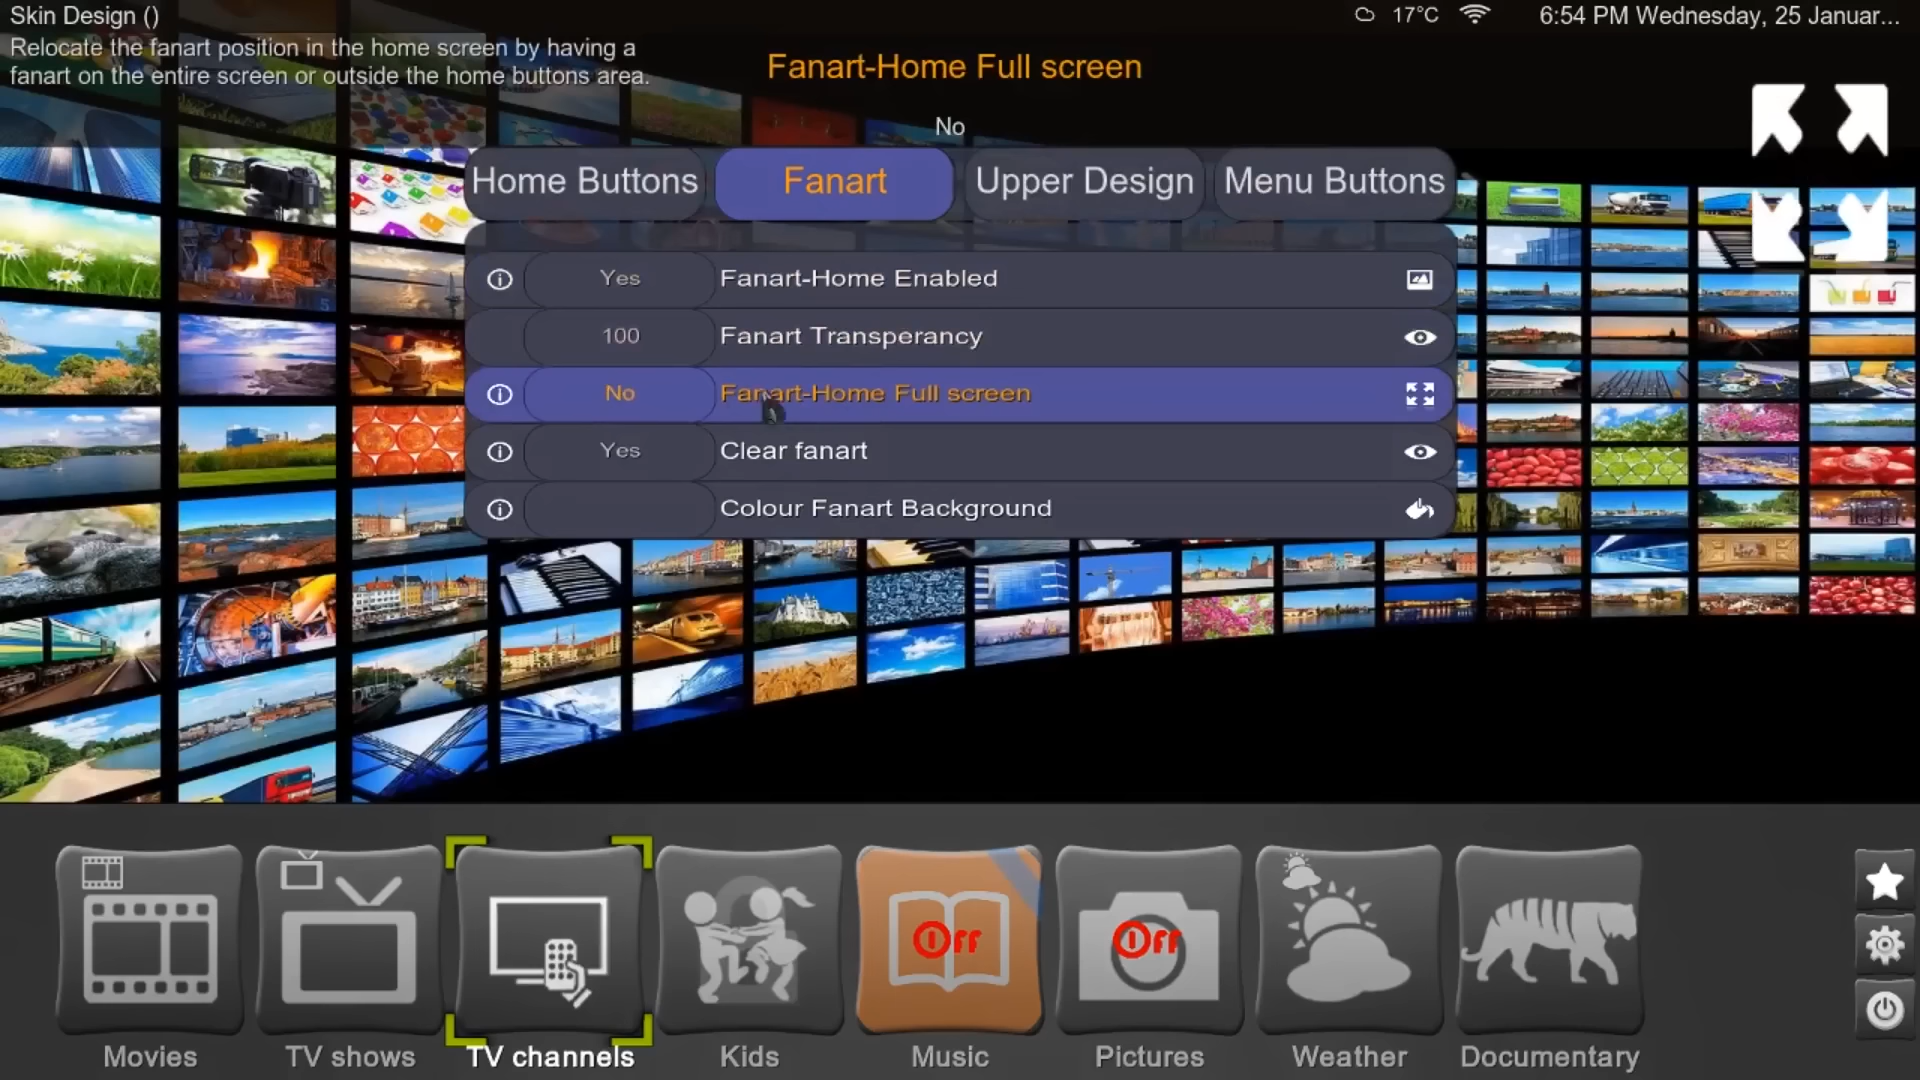 Skin Design ()
17°C
6:54 PM Wednesday, 25 Januar...
Relocate the fanart position in the home screen by having a
fanart on the entire screen or outside the home buttons area.
Fanart-Home Full screen
No
Home Buttons
Fanart
Upper Design
Menu Buttons
Yes
Fanart-Home Enabled
100
Fanart Transperancy
No
Fanart-Home Full screen
Yes
Clear fanart
Colour Fanart Background
OFF
OFF
Movies
TV shows
TV channels
Kids
Music
Pictures
Weather
Documentary